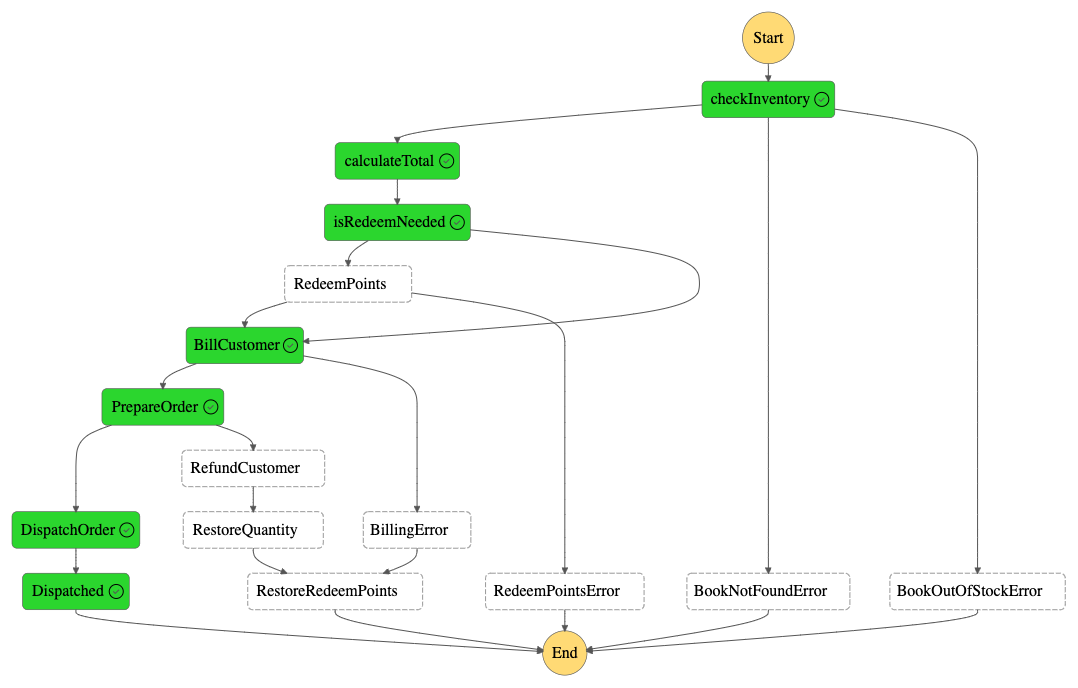 Start
checkInventory
calculateTotal
isRedeemNeeded
RedeemPoints
BillCustomer
PrepareOrder
RefundCustomer
DispatchOrder
RestoreQuantity
BillingError
Dispatched
RestoreRedeemPoints
RedeemPointsError
BookNotFoundError
BookOutOfStockError
End